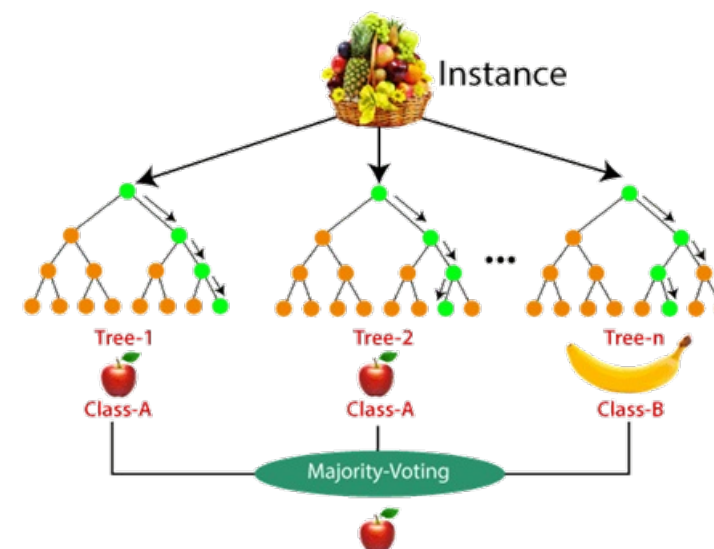 Instance
...
Tree-1
Tree-2
Tree-n
Class-A
Class-A
Class-B
Majority-Voting